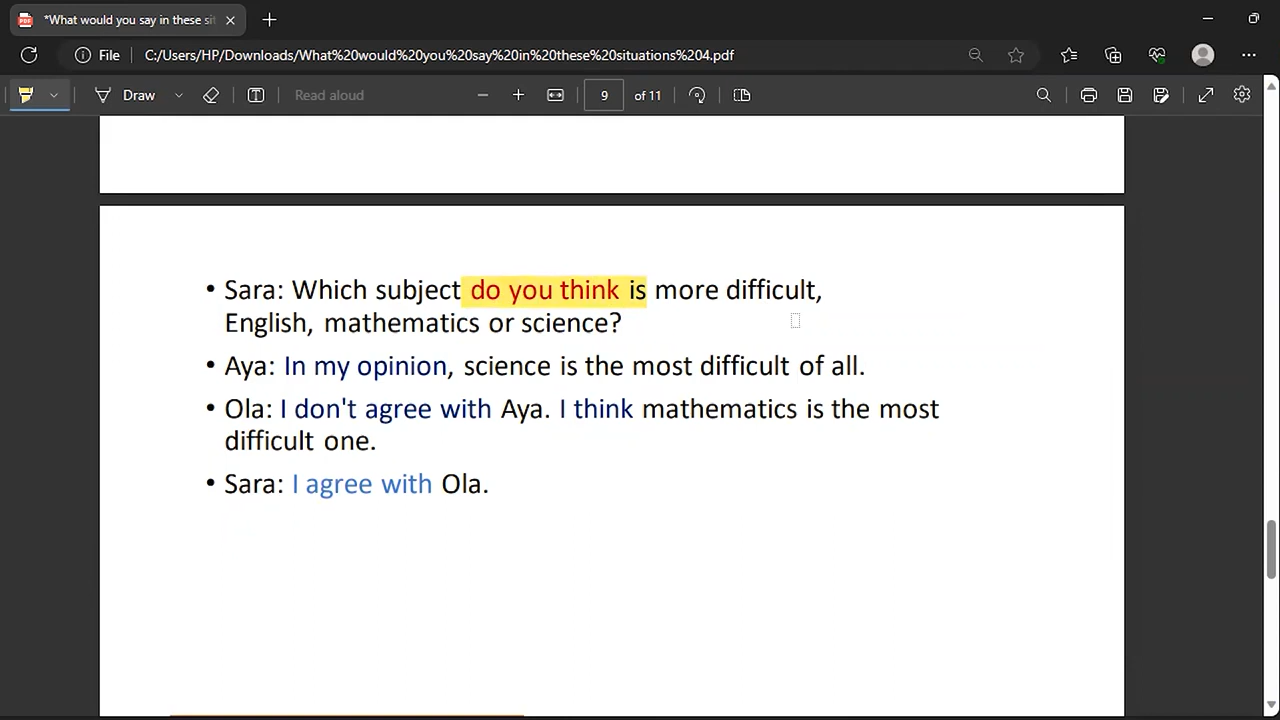 *What would you say in these sit
File
C:/Users/HP/Downloads/What%20would%20you%20say%20in%20these%20situations%204.pdf
Draw
Read aloud
9 of 11
• Sara: Which subject do you think is more difficult,
English, mathematics or science?
• Aya: In my opinion, science is the most difficult of all.
• Ola: I don't agree with Aya. I think mathematics is the most
difficult one.
• Sara: I agree with Ola.